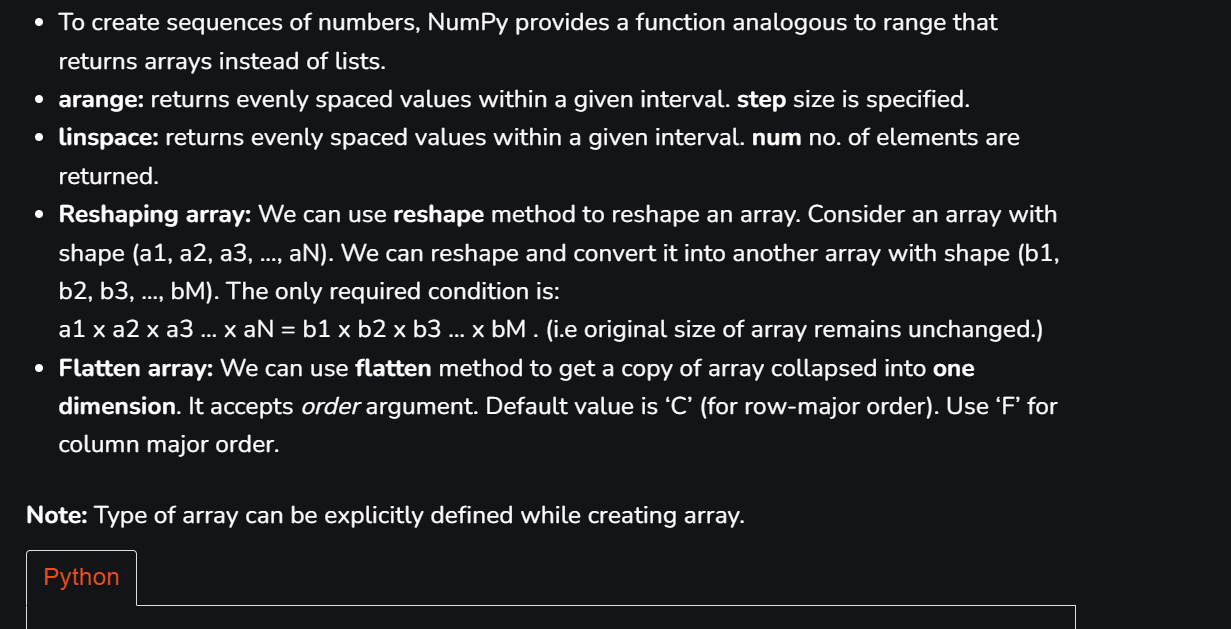 • To create sequences of numbers, NumPy provides a function analogous to range that
returns arrays instead of lists.
• arange: returns evenly spaced values within a given interval. step size is specified.
• linspace: returns evenly spaced values within a given interval. num no. of elements are
returned.
• Reshaping array: We can use reshape method to reshape an array. Consider an array with
shape (a1, a2, a3, ..., aN). We can reshape and convert it into another array with shape (b1,
b2, b3, ..., bM). The only required condition is:
a1 x a2 x a3 ... x aN = b1 x b2 x b3 ... x bM . (i.e original size of array remains unchanged.)
• Flatten array: We can use flatten method to get a copy of array collapsed into one
dimension. It accepts order argument. Default value is ‘C’ (for row-major order). Use ‘F’ for
column major order.
Note: Type of array can be explicitly defined while creating array.
Python